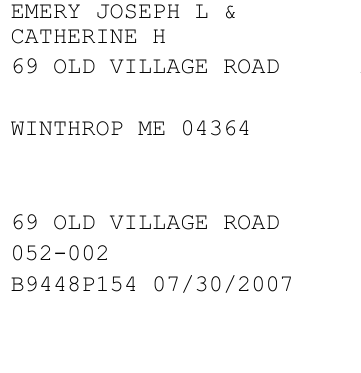 EMERY JOSEPH L &
CATHERINE H
69 OLD VILLAGE ROAD
WINTHROP ME 04364
69 OLD VILLAGE ROAD
052-002
B9448P154 07/30/2007